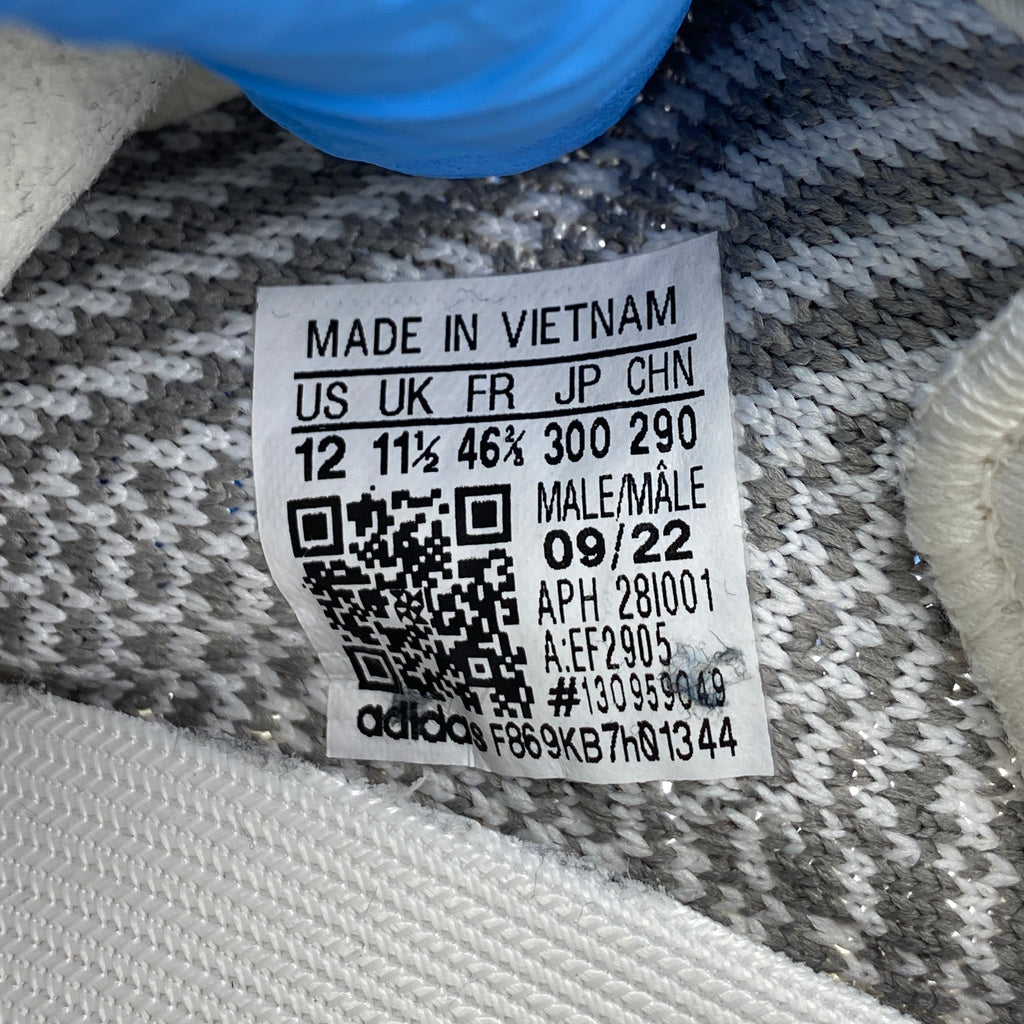 MADE IN VIETNAM
US UK FR JP CHN
12 11½ 46⅔ 300 290
MALE/MÂLE
09/22
APH 28I001
A:EF2905
#130959049
adidas F869KB7h01344